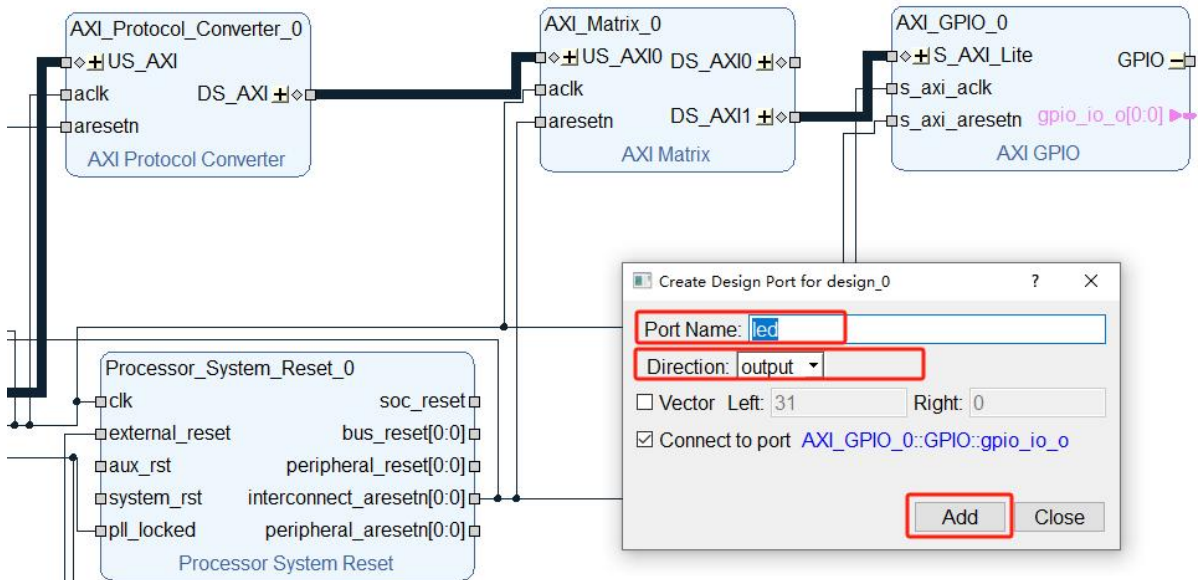 AXI_Protocol_Converter_0
US_AXI
aclk
DS_AXI
aresetn
AXI Protocol Converter
AXI_Matrix_0
US_AXI0
DS_AXI0
aclk
aresetn
DS_AXI1
AXI Matrix
AXI_GPIO_0
S_AXI_Lite
GPIO
s_axi_aclk
s_axi_aresetn
gpio_io_o[0:0]
AXI GPIO
Processor_System_Reset_0
clk
soc_reset
external_reset
bus_reset[0:0]
aux_rst
peripheral_reset[0:0]
system_rst
interconnect_aresetn[0:0]
pll_locked
peripheral_aresetn[0:0]
Processor System Reset
Create Design Port for design_0
Port Name: led
Direction: output
Vector Left: 31 Right: 0
Connect to port AXI_GPIO_0::GPIO::gpio_io_o
Add Close